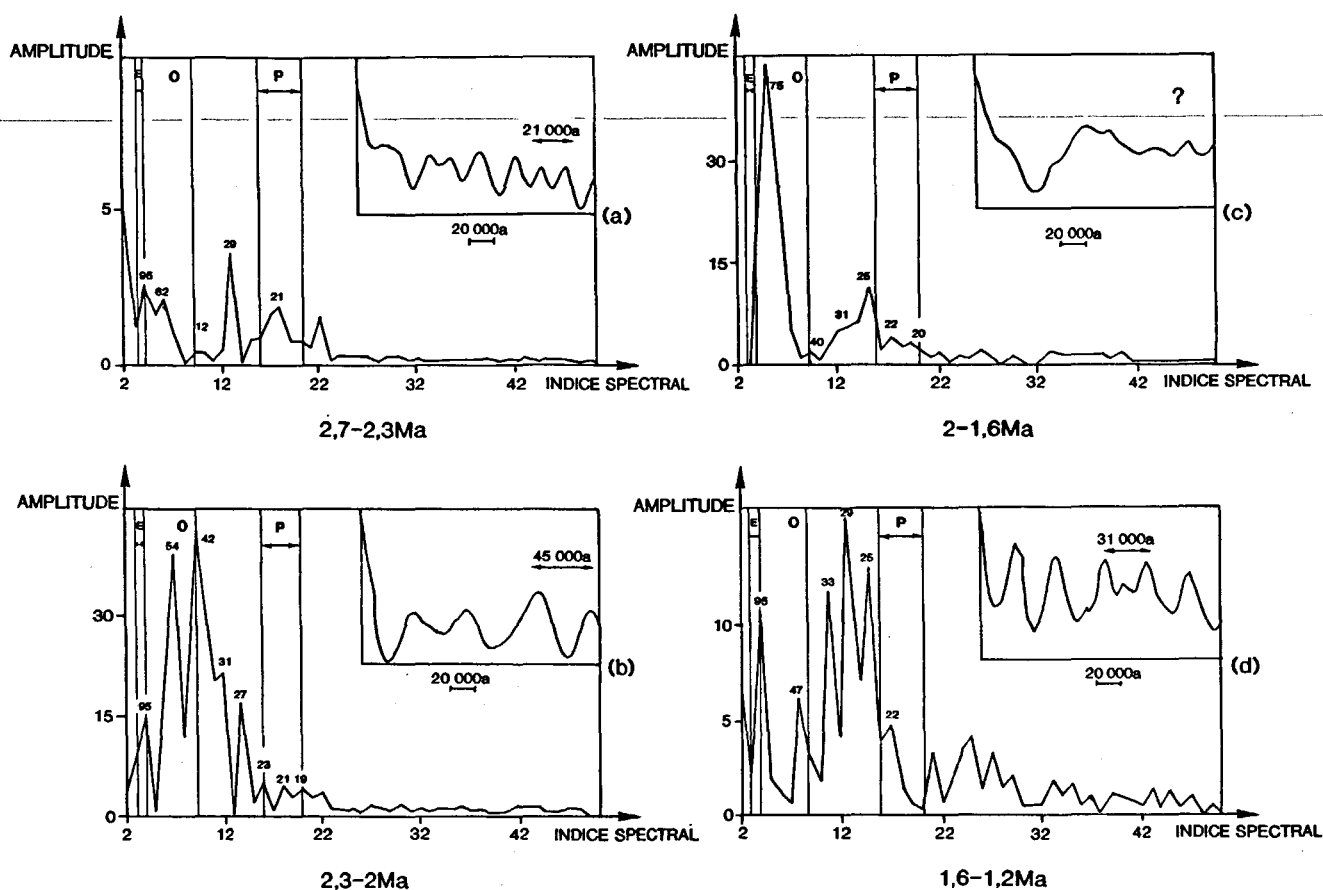 AMPLITUDE
E O P
21 000a
5
0
96
62
12
29
21
20 000a
(a)
2 12 22 32 42 INDICE SPECTRAL
2,7-2,3Ma
AMPLITUDE
E O P
?
30
15
0
75
40
31
25
22
20
20 000a
(c)
2 12 22 32 42 INDICE SPECTRAL
2-1,6Ma
AMPLITUDE
E O P
45 000a
30
15
0
95
54
42
31
27
23
21
19
20 000a
(b)
2 12 22 32 42 INDICE SPECTRAL
2,3-2Ma
AMPLITUDE
E O P
31 000a
10
5
0
95
47
33
29
25
22
20 000a
(d)
2 12 22 32 42 INDICE SPECTRAL
1,6-1,2Ma